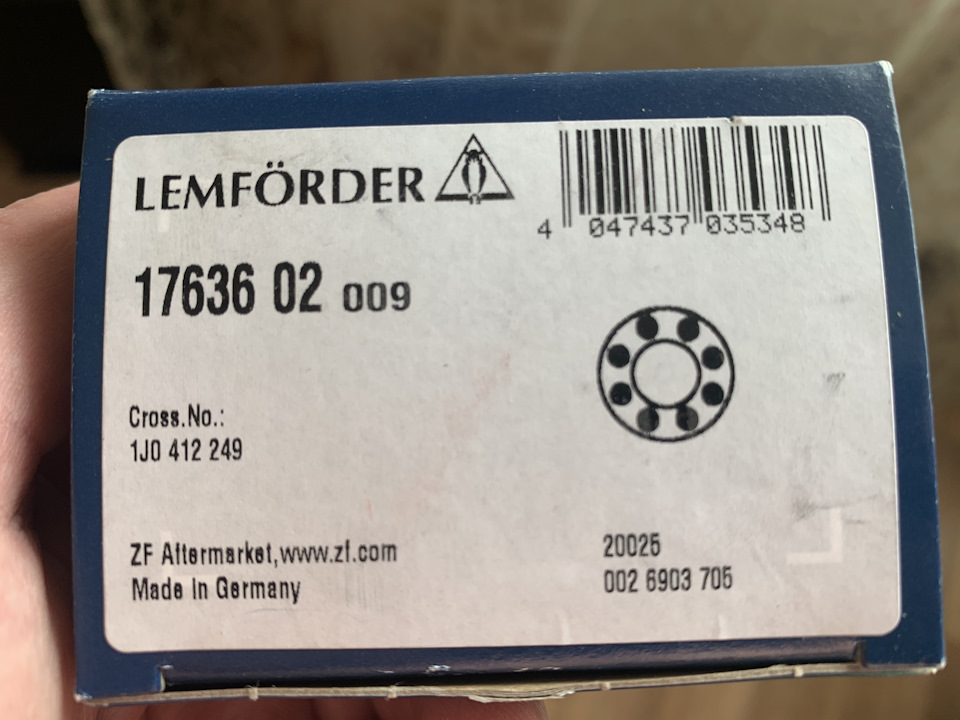 LEMFÖRDER
4 047437 035348
17636 02 009
Cross.No.:
1J0 412 249
ZF Aftermarket,www.zf.com
Made in Germany
20025
002 6903 705